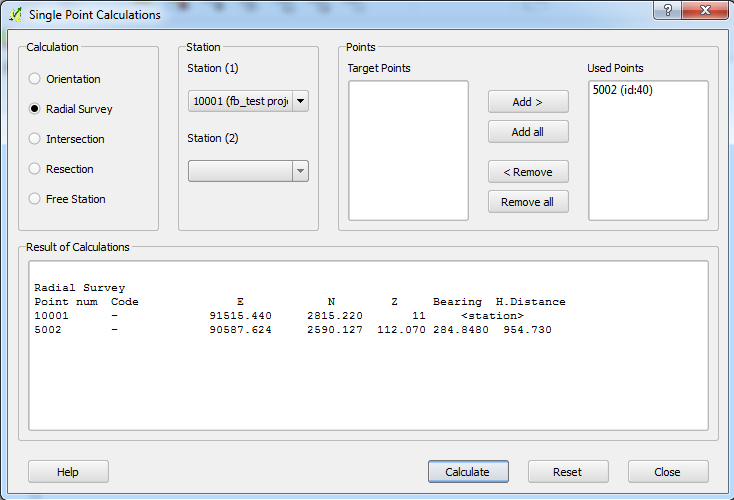 Single Point Calculations
Calculation
Orientation
Radial Survey
Intersection
Resection
Free Station
Station
Station (1)
10001 (fb_test proj
Station (2)
Points
Target Points
Add >
Add all
< Remove
Remove all
Used Points
5002 (id:40)
Result of Calculations
Radial Survey
Point num Code E N Z Bearing H.Distance
10001 - 91515.440 2815.220 11 <station>
5002 - 90587.624 2590.127 112.070 284.8480 954.730
Help
Calculate
Reset
Close